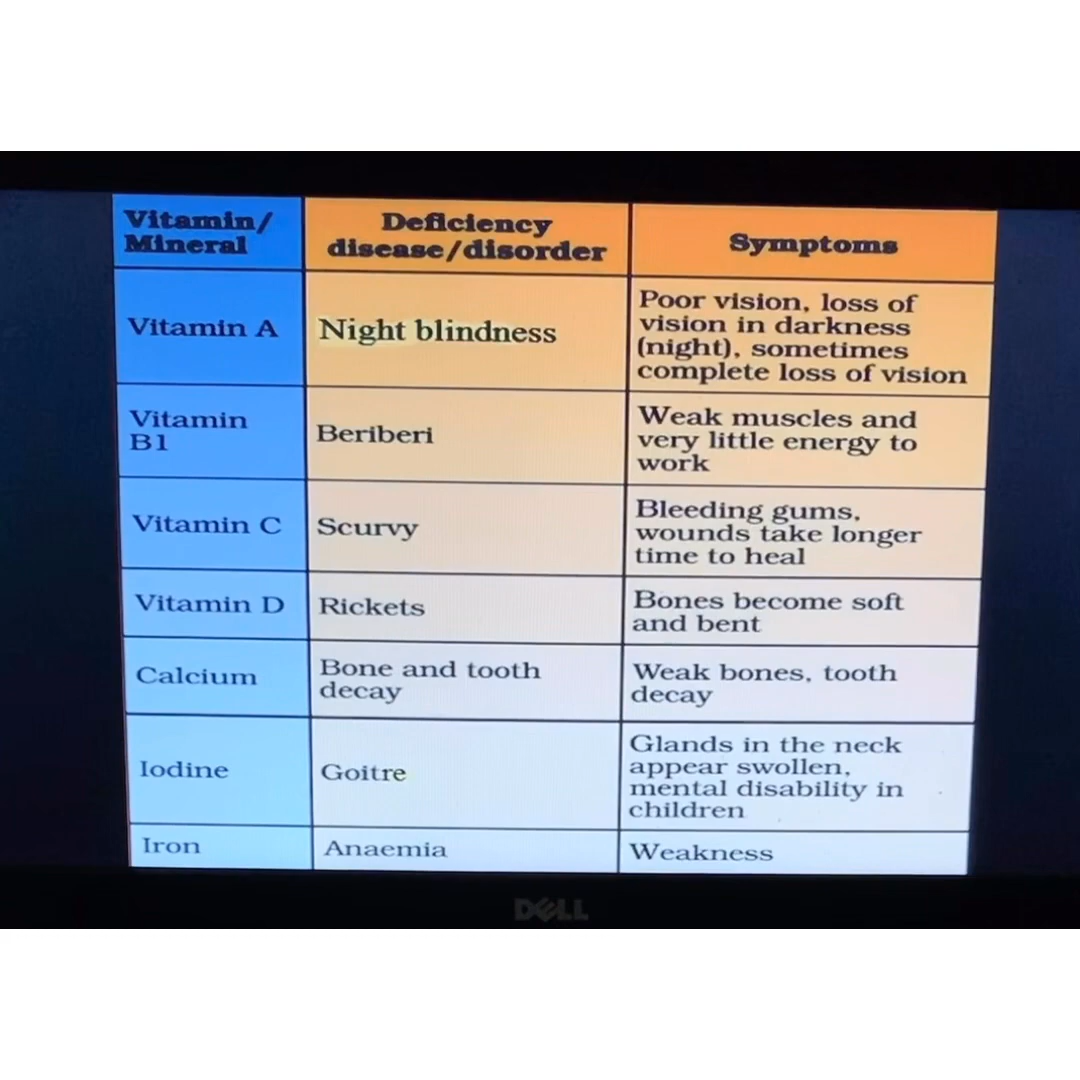 Vitamin/
Mineral
Deficiency
disease/disorder
Symptoms
Vitamin A
Night blindness
Poor vision, loss of
vision in darkness
(night), sometimes
complete loss of vision
Vitamin
B1
Beriberi
Weak muscles and
very little energy to
work
Vitamin C
Scurvy
Bleeding gums,
wounds take longer
time to heal
Vitamin D
Rickets
Bones become soft
and bent
Calcium
Bone and tooth
decay
Weak bones, tooth
decay
Iodine
Goitre
Glands in the neck
appear swollen,
mental disability in
children
Iron
Anaemia
Weakness
DELL